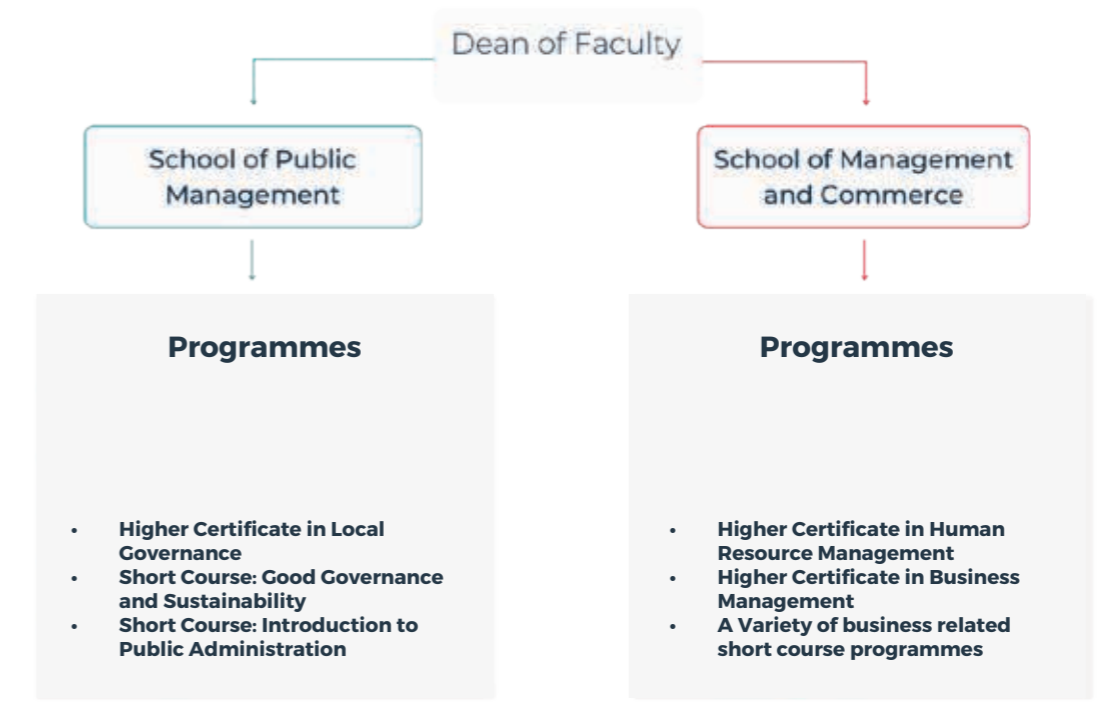 Dean of Faculty
School of Public
Management
School of Management
and Commerce
Programmes
• Higher Certificate in Local
Governance
• Short Course: Good Governance
and Sustainability
• Short Course: Introduction to
Public Administration
Programmes
• Higher Certificate in Human
Resource Management
• Higher Certificate in Business
Management
• A Variety of business related
short course programmes